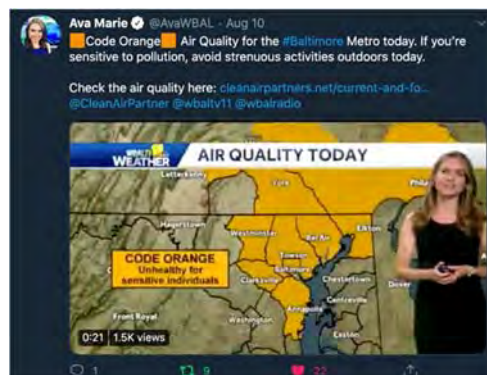 Ava Marie @AvaWBAL · Aug 10
🟧Code Orange🟧 Air Quality for the #Baltimore Metro today. If you're
sensitive to pollution, avoid strenuous activities outdoors today.
Check the air quality here: cleanairpartners.net/current-and-fo...
@CleanAirPartner @wbaltv11 @wbalradio
WBALTV 11
WEATHER
AIR QUALITY TODAY
Letterkenny
York
Phila
Hagerstown
Westminster
Bel Air
Elkton
CODE ORANGE
Unhealthy for
sensitive individuals
Towson
Baltimore
Clarksville
Chestertown
Dover
Annapolis
Centreville
Front Royal
Washington
Easton
0:21 1.5K views
1 9 22